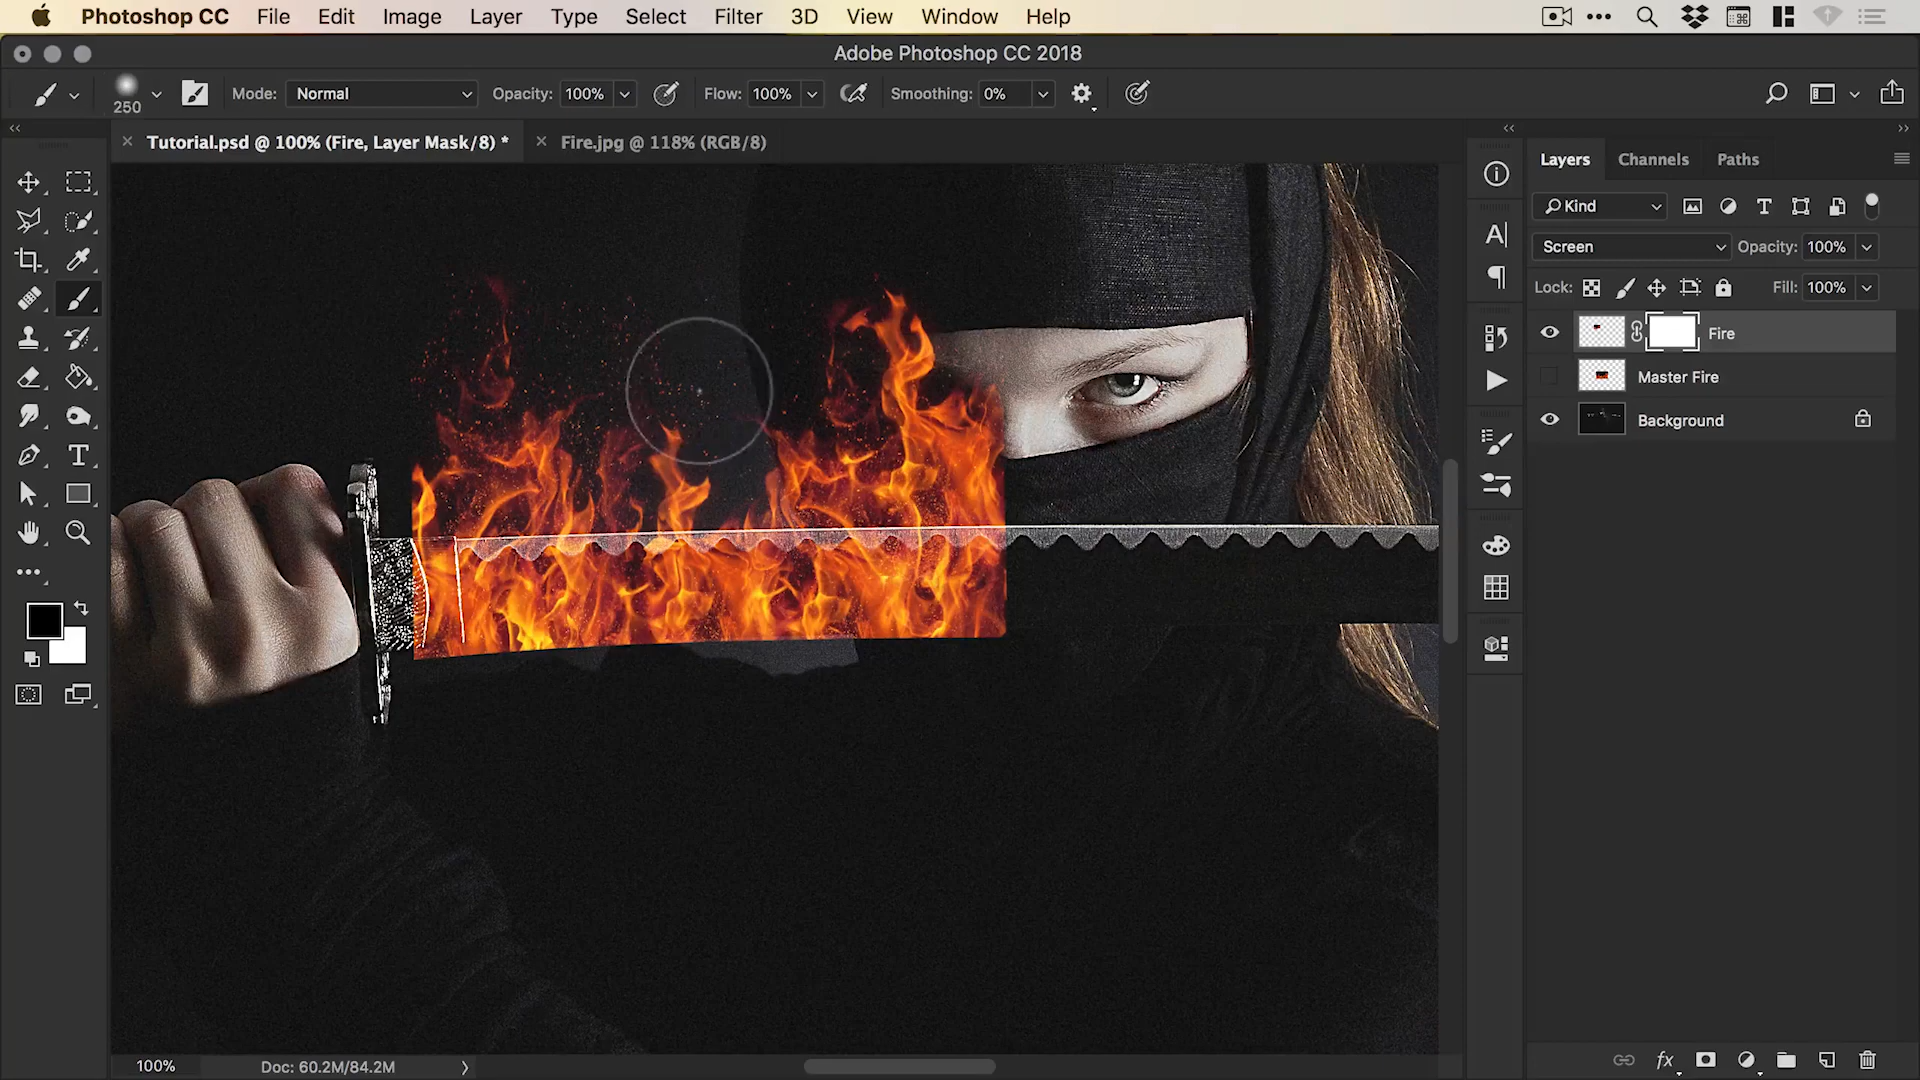 Photoshop CC File Edit Image Layer Type Select Filter 3D View Window Help
Adobe Photoshop CC 2018
250 Mode: Normal Opacity: 100% Flow: 100% Smoothing: 0%
Tutorial.psd @ 100% (Fire, Layer Mask/8) * Fire.jpg @ 118% (RGB/8)
Layers Channels Paths
Kind
Screen Opacity: 100%
Lock: Fill: 100%
Fire
Master Fire
Background
100% Doc: 60.2M/84.2M
fx